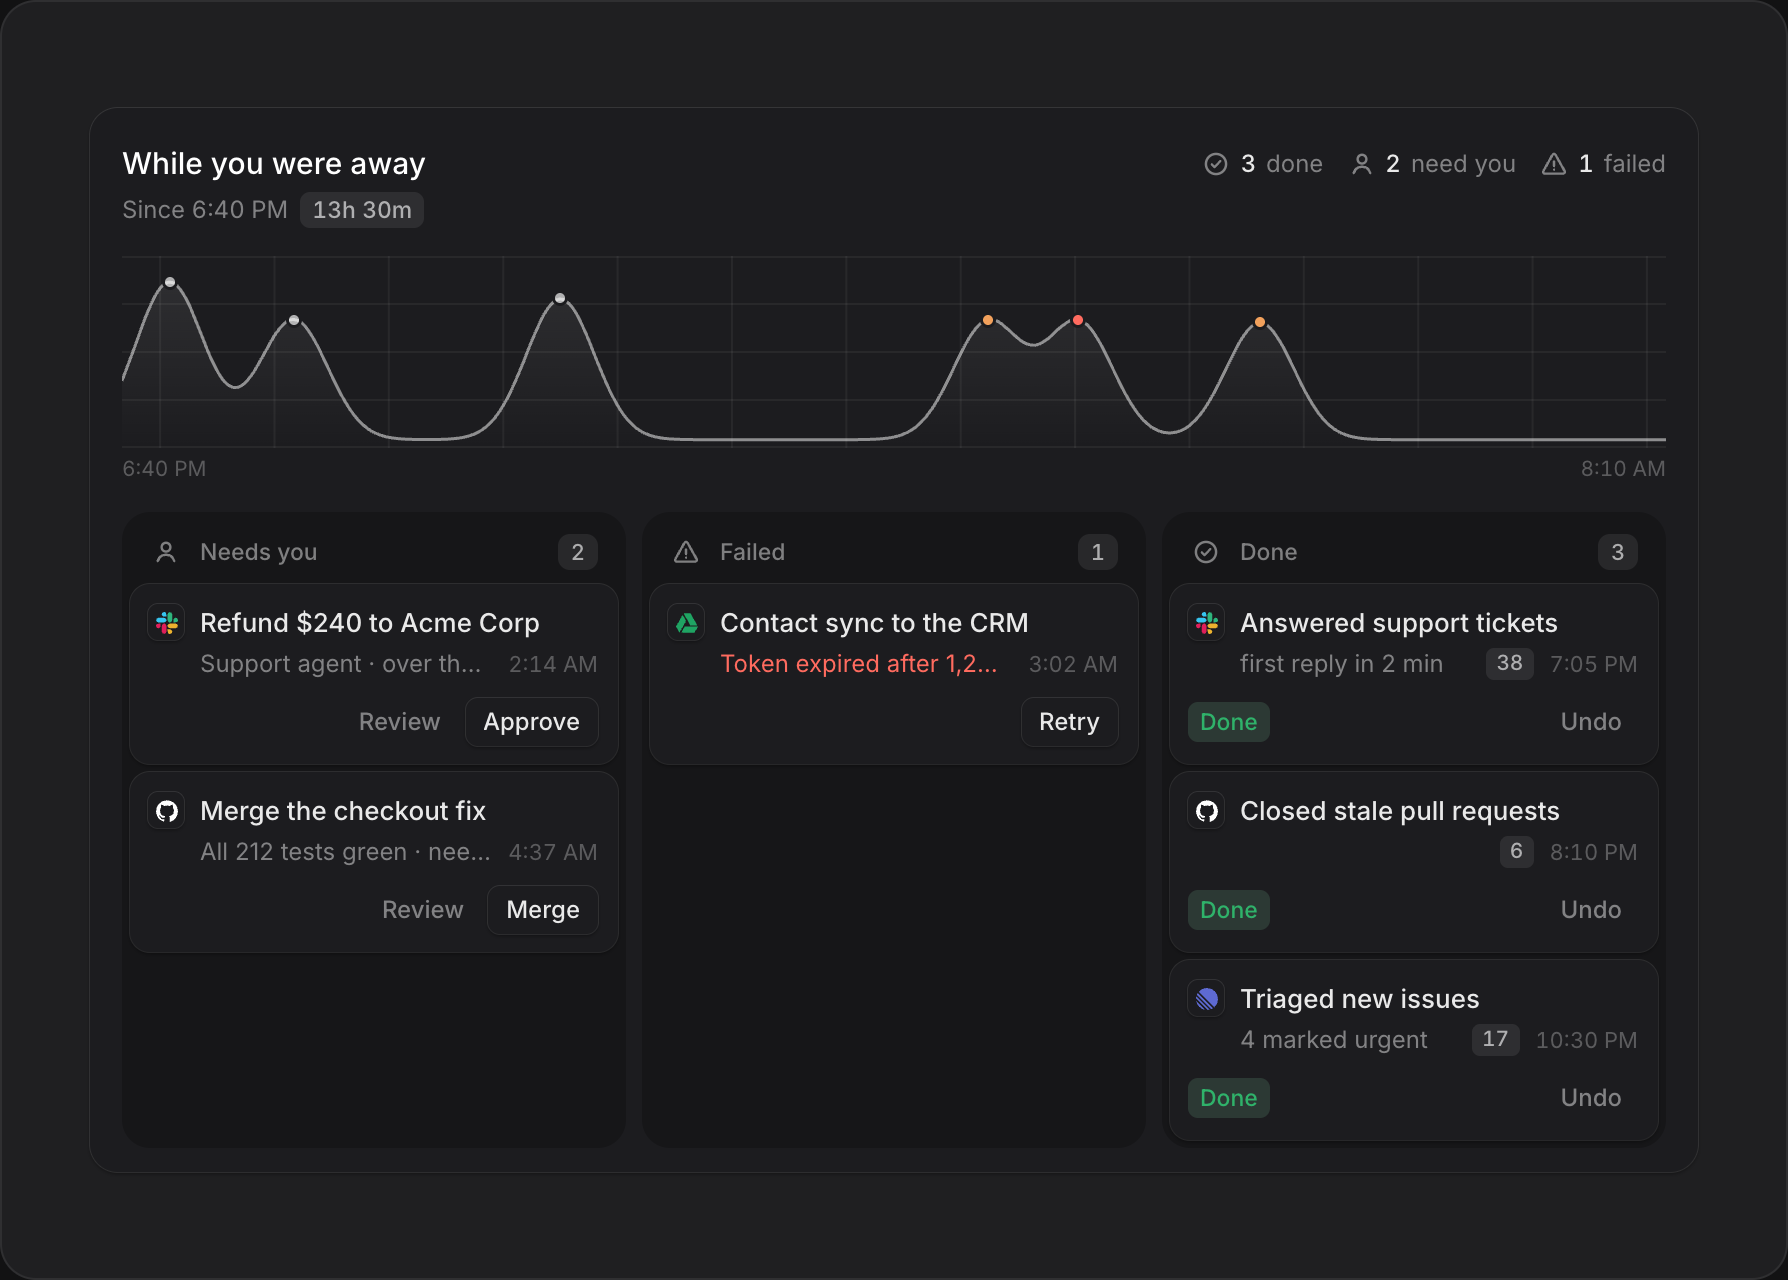 While you were away
3 done 2 need you 1 failed
Since 6:40 PM 13h 30m
6:40 PM 8:10 AM
Needs you 2
Refund $240 to Acme Corp
Support agent · over th... 2:14 AM
Review Approve
Merge the checkout fix
All 212 tests green · nee... 4:37 AM
Review Merge
Failed 1
Contact sync to the CRM
Token expired after 1,2... 3:02 AM
Retry
Done 3
Answered support tickets
first reply in 2 min 38 7:05 PM
Done Undo
Closed stale pull requests
6 8:10 PM
Done Undo
Triaged new issues
4 marked urgent 17 10:30 PM
Done Undo